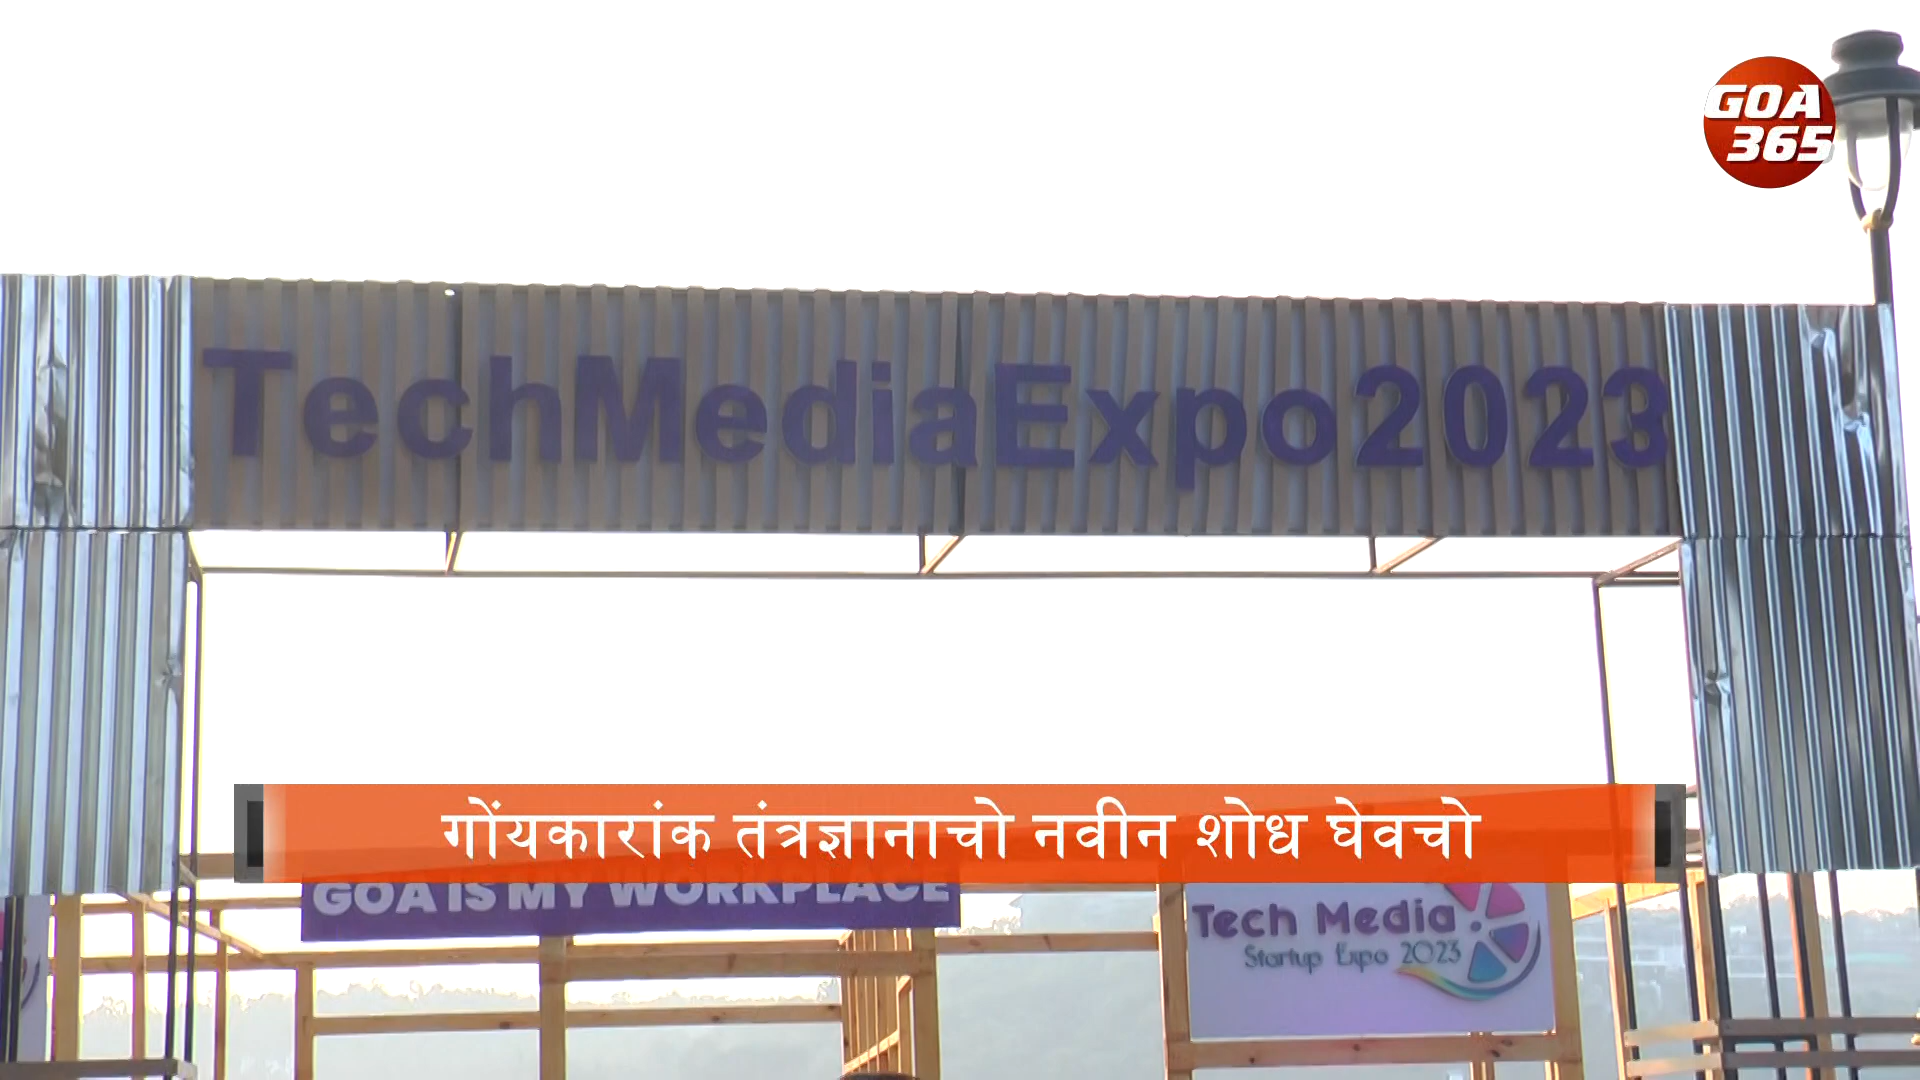 GOA
365
TechMediaExpo2023
गोंयकारांक तंत्रज्ञानाचो नवीन शोध घेवचो
GOA IS MY WORKPLACE
Tech Media
Startup Expo 2023